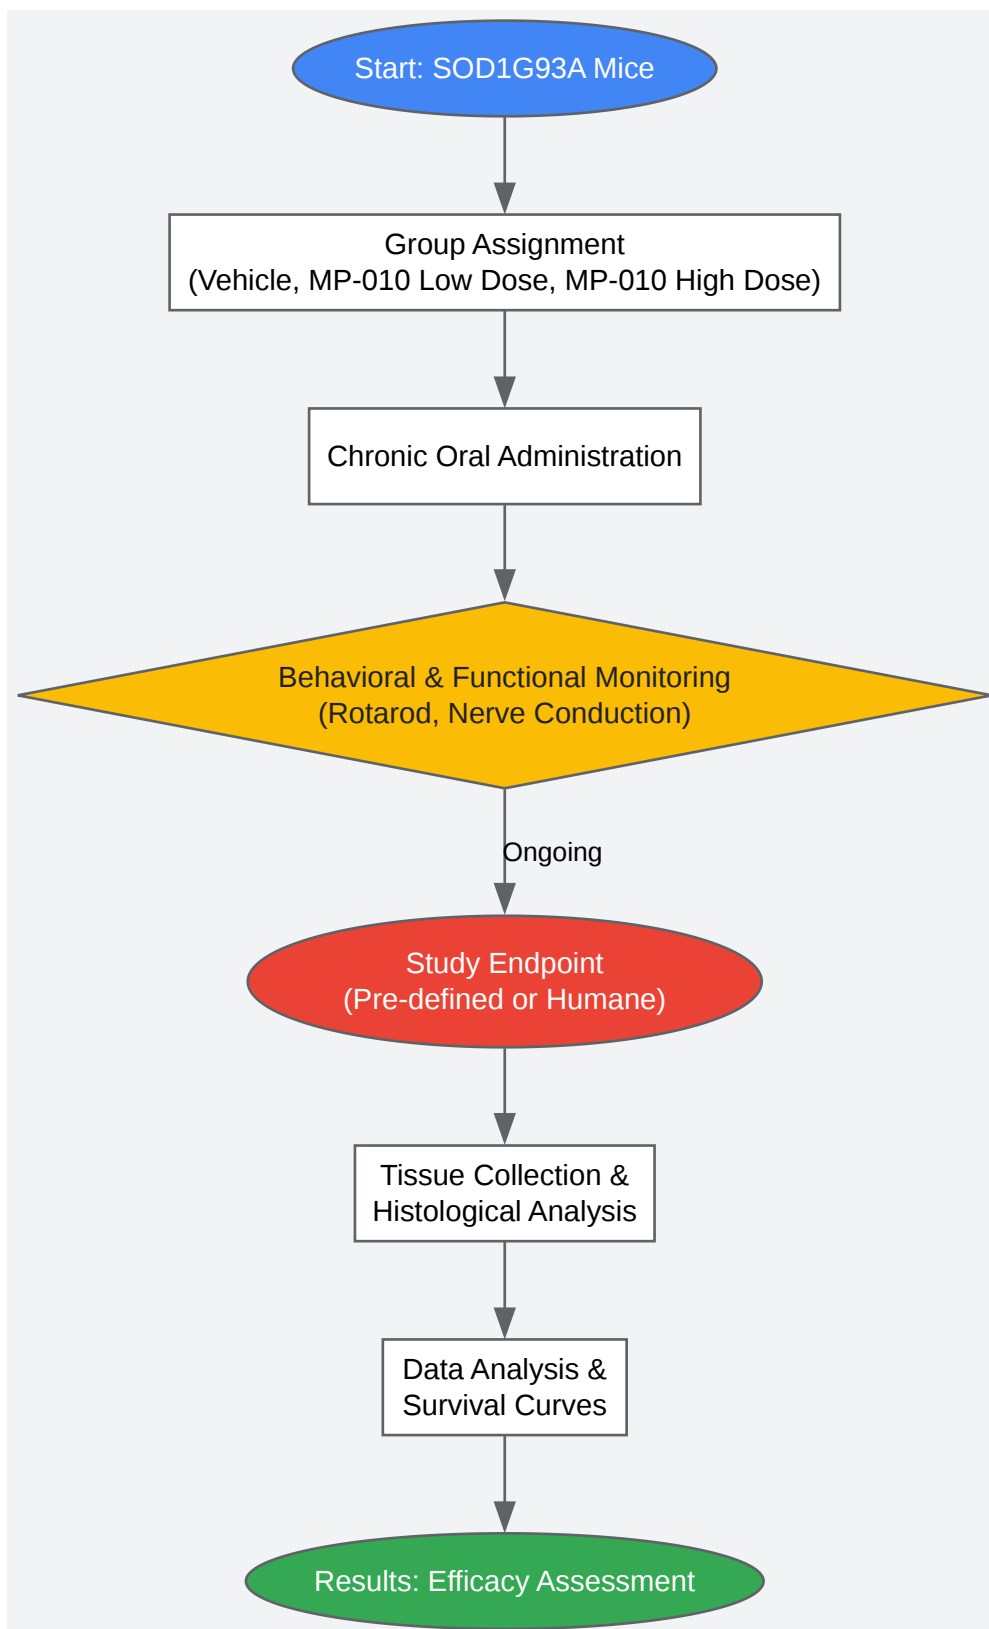 Start: SOD1G93A Mice
Group Assignment
(Vehicle, MP-010 Low Dose, MP-010 High Dose)
Chronic Oral Administration
Behavioral & Functional Monitoring
(Rotarod, Nerve Conduction)
Ongoing
Study Endpoint
(Pre-defined or Humane)
Tissue Collection &
Histological Analysis
Data Analysis &
Survival Curves
Results: Efficacy Assessment